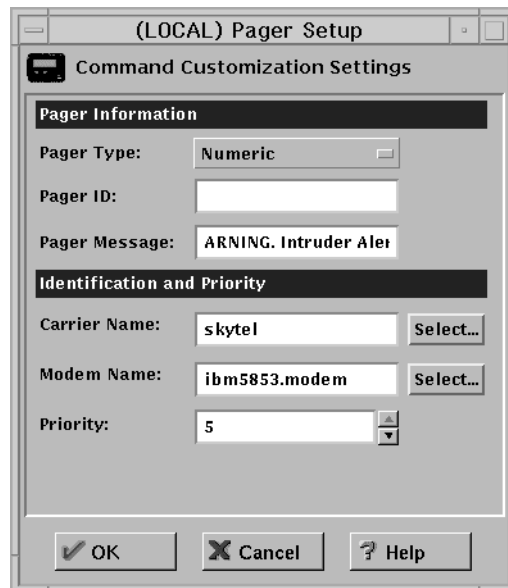 (LOCAL) Pager Setup
Command Customization Settings
Pager Information
Pager Type: Numeric
Pager ID:
Pager Message: ARNING. Intruder Aler
Identification and Priority
Carrier Name: skytel Select...
Modem Name: ibm5853.modem Select...
Priority: 5
OK Cancel ? Help